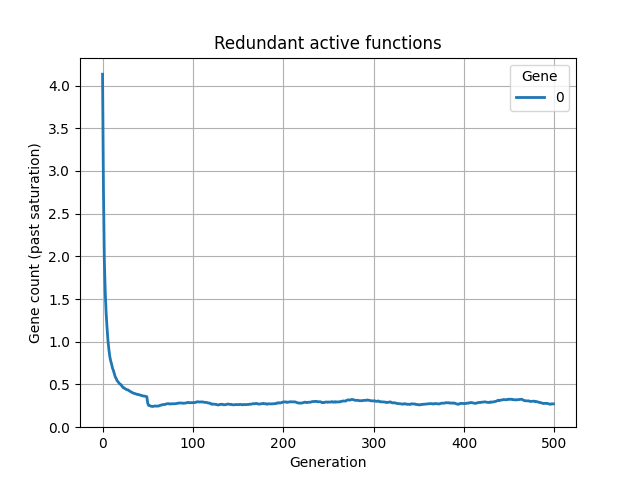 Redundant active functions
Gene
0
Gene count (past saturation)
4.0
3.5
3.0
2.5
2.0
1.5
1.0
0.5
0.0
0 100 200 300 400 500
Generation